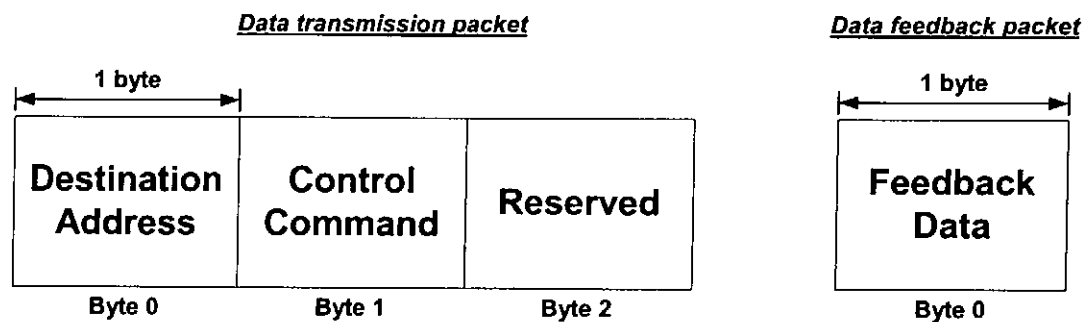 Data transmission packet
Data feedback packet
1 byte
1 byte
Destination
Address
Control
Command
Reserved
Feedback
Data
Byte 0
Byte 1
Byte 2
Byte 0